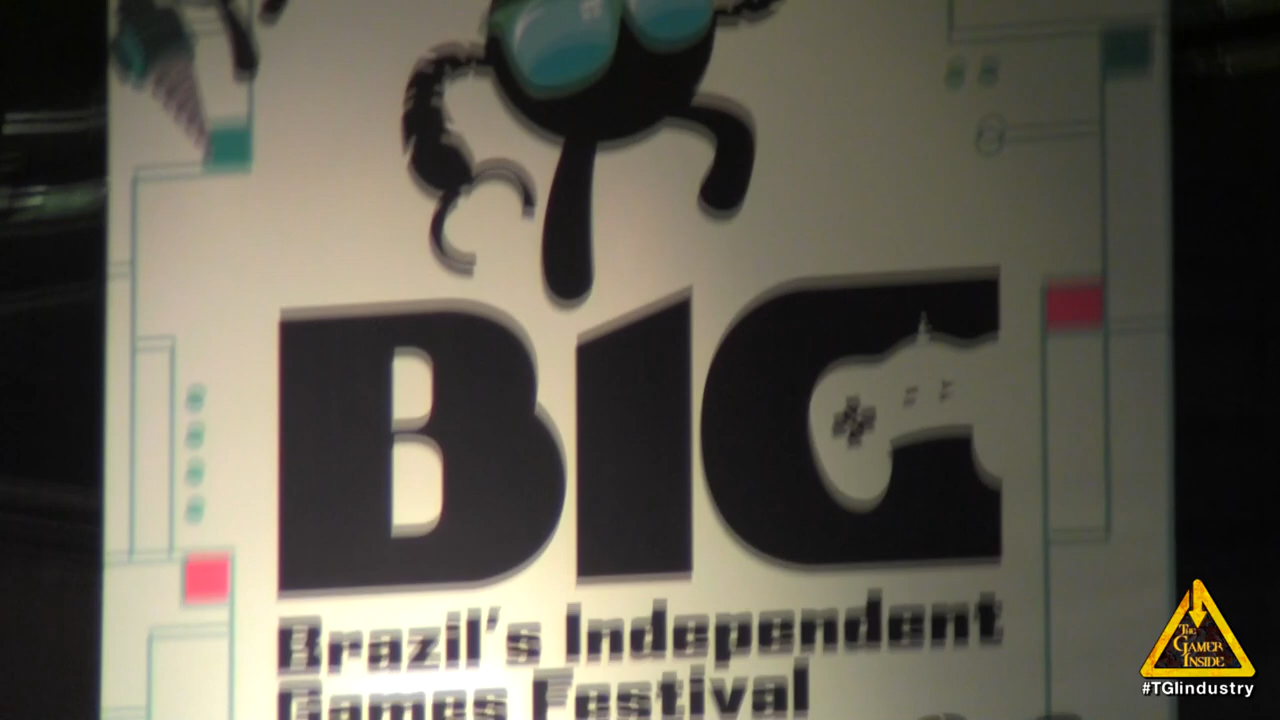 BIG
Brazil's Independent
Games Festival
The
Gamer
Inside
#TGIindustry